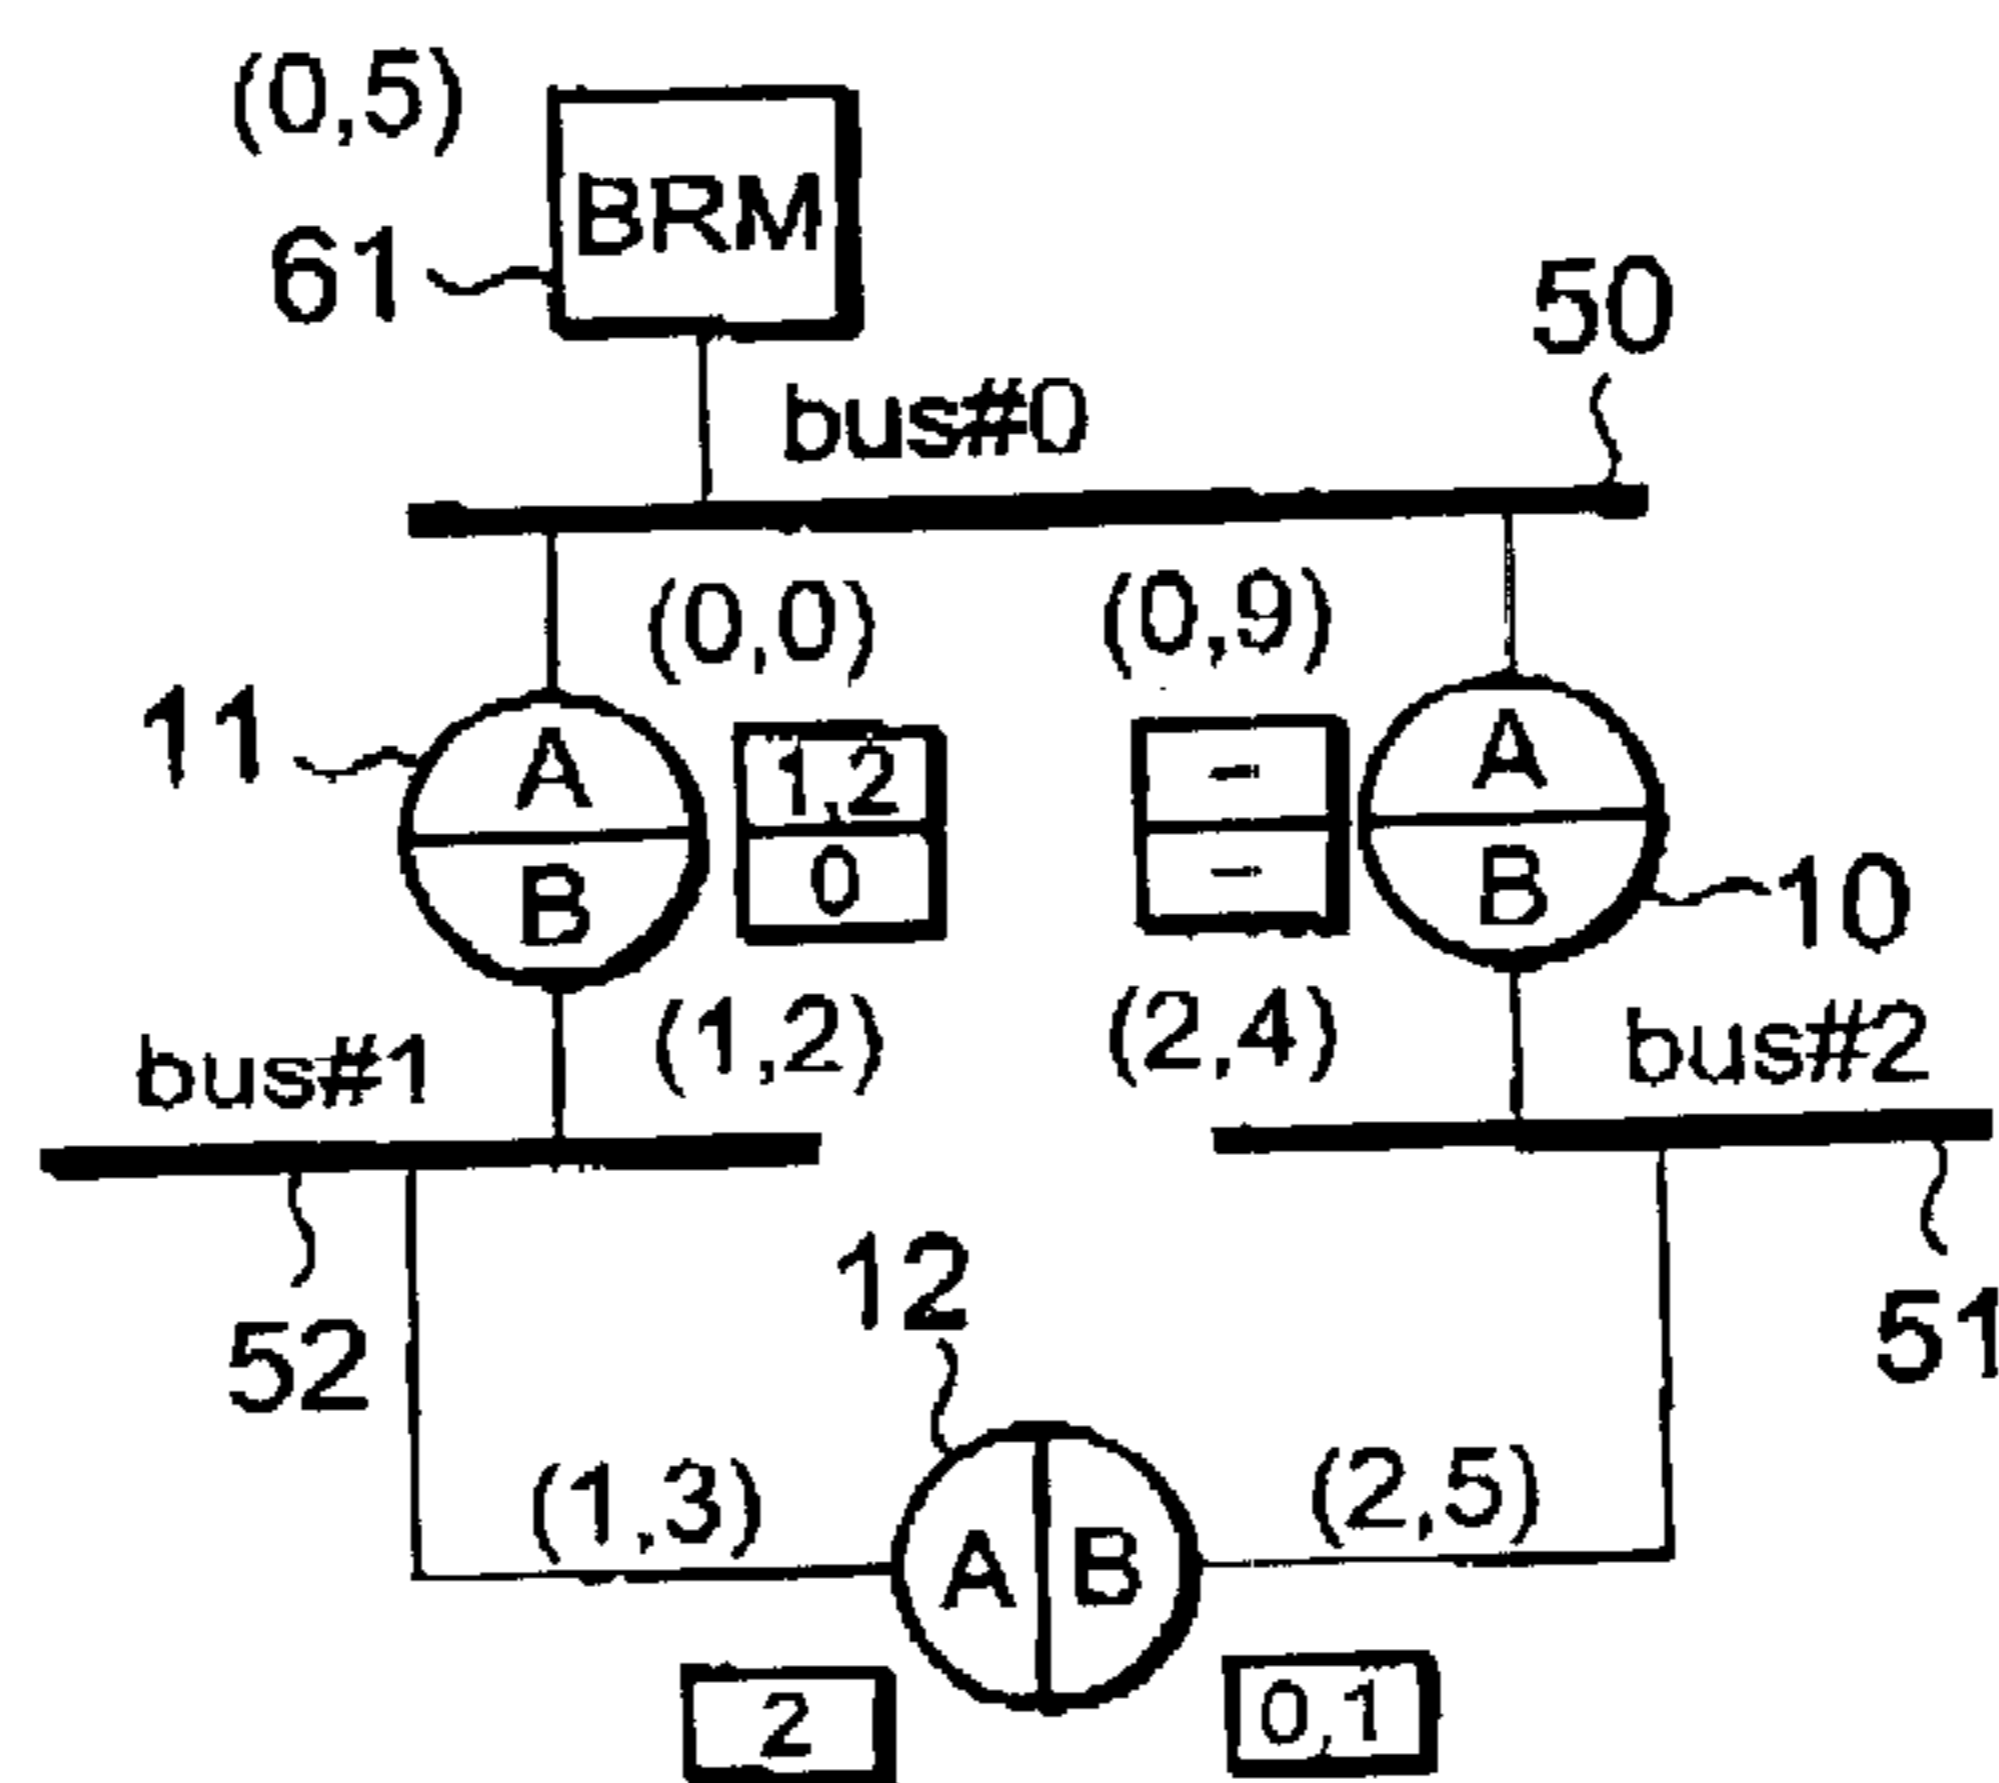 (0,5)
BRM
61
50
bus#0
(0,0)
(0,9)
11
A
B
1,2
0
-
-
A
B
10
(1,2)
(2,4)
bus#1
bus#2
52
12
51
(1,3)
(2,5)
A
B
2
0,1